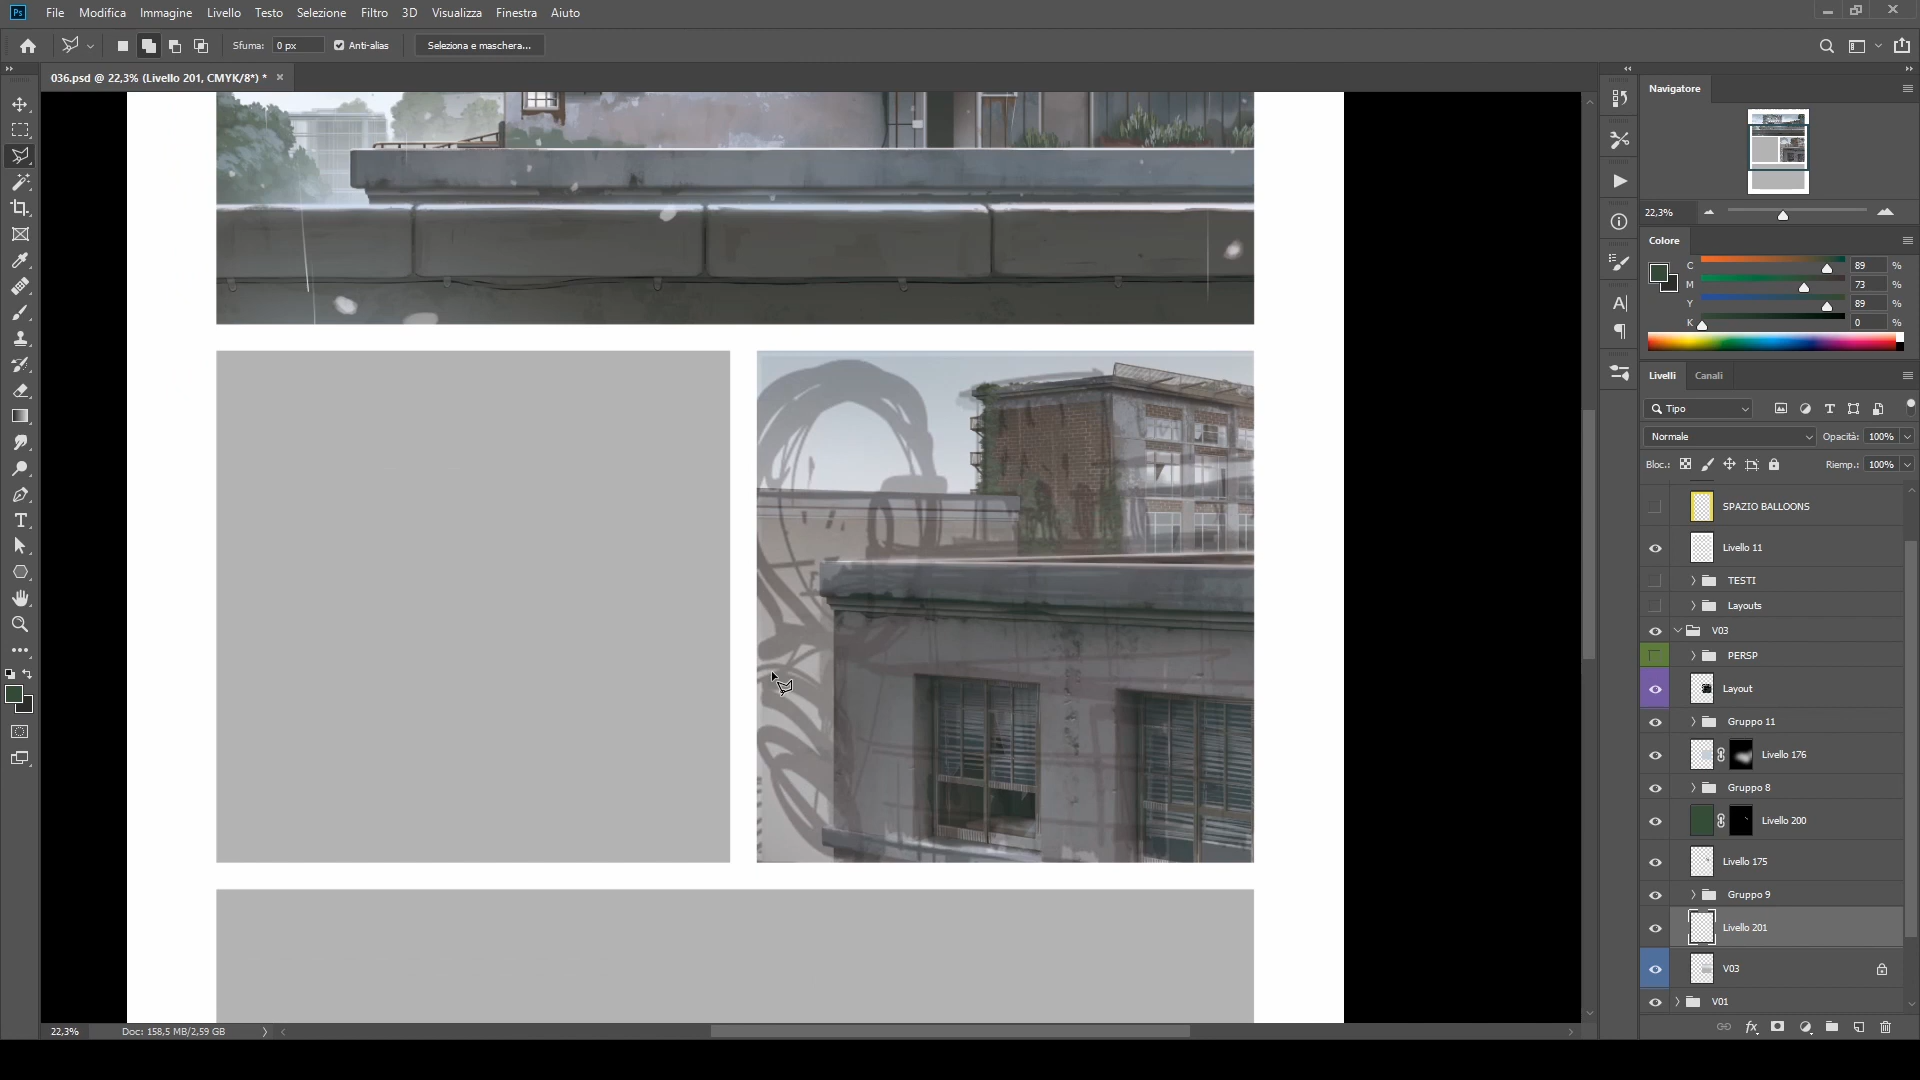 Ps File Modifica Immagine Livello Testo Selezione Filtro 3D Visualizza Finestra Aiuto
Sfuma: 0 px Anti-alias Seleziona e maschera...
036.psd @ 22,3% (Livello 201, CMYK/8*) *
Navigatore
22,3%
Colore
C 89 %
M 73 %
Y 89 %
K 0 %
Livelli Canali
Tipo
Normale Opacità: 100%
Bloc.: Riemp.: 100%
SPAZIO BALLOONS
Livello 11
TESTI
Layouts
V03
PERSP
Layout
Gruppo 11
Livello 176
Gruppo 8
Livello 200
Livello 175
Gruppo 9
Livello 201
V03
V01
22,3% Doc: 158,5 MB/2,59 GB